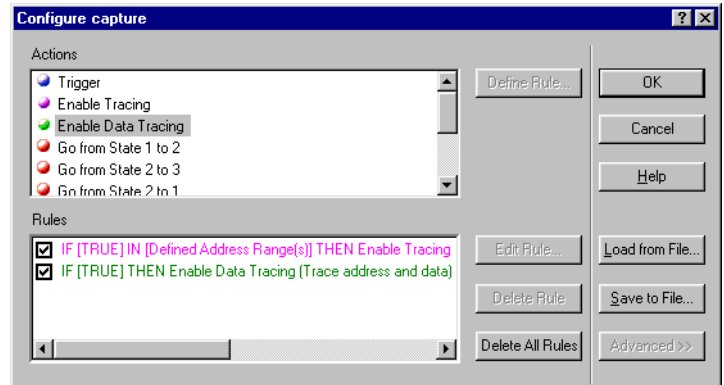 Configure capture
Actions
Trigger
Enable Tracing
Enable Data Tracing
Go from State 1 to 2
Go from State 2 to 3
Go from State 2 to 1
Define Rule...
OK
Cancel
Help
Rules
IF [TRUE] IN [Defined Address Range(s)] THEN Enable Tracing
IF [TRUE] THEN Enable Data Tracing (Trace address and data)
Edit Rule...
Delete Rule
Delete All Rules
Load from File...
Save to File...
Advanced >>